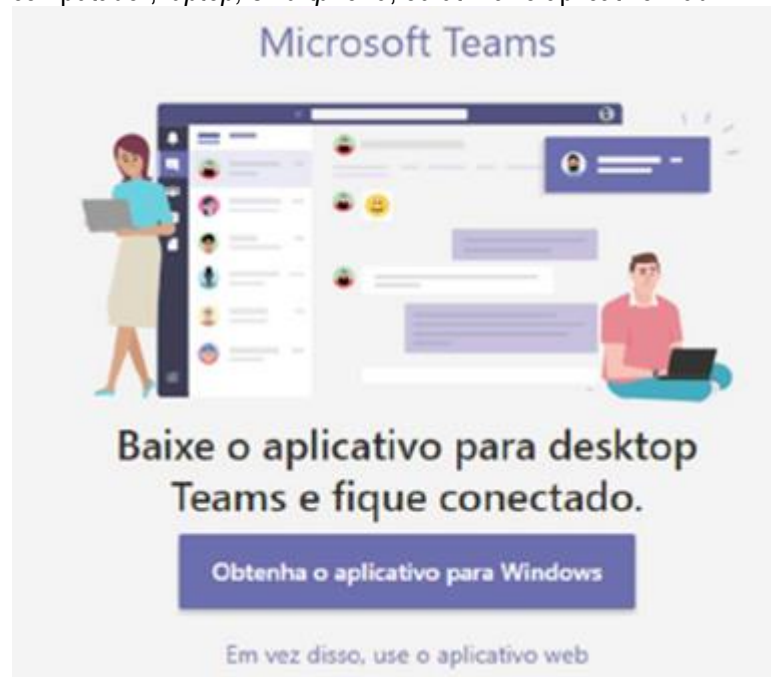 Microsoft Teams
Baixe o aplicativo para desktop
Teams e fique conectado.
Obtenha o aplicativo para Windows
Em vez disso, use o aplicativo web